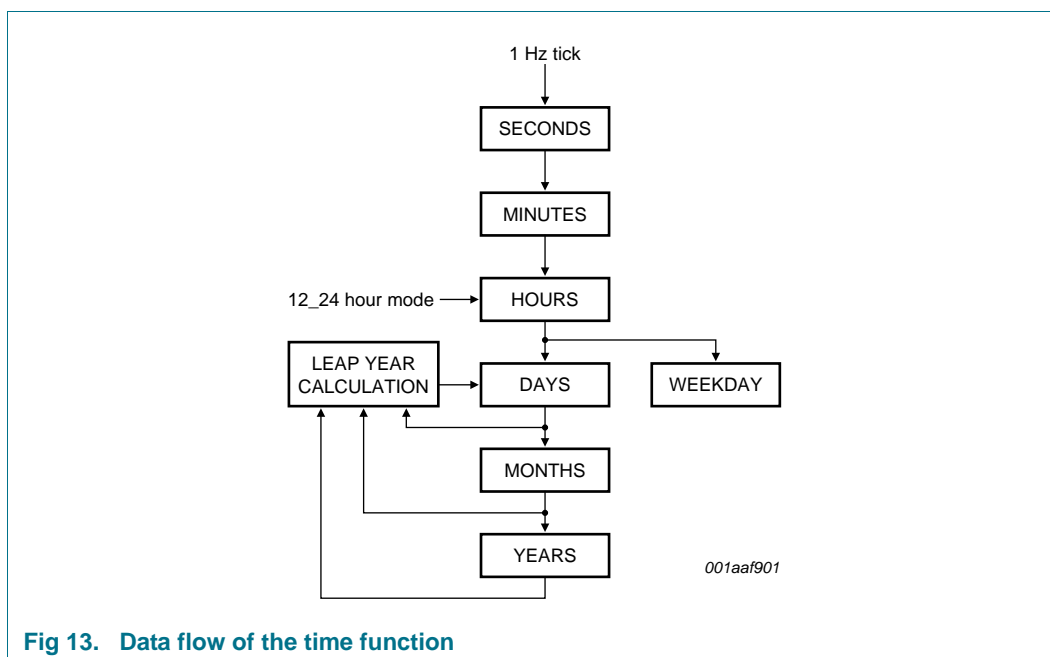 1 Hz tick
SECONDS
MINUTES
12_24 hour mode
HOURS
LEAP YEAR
CALCULATION
DAYS
WEEKDAY
MONTHS
YEARS
001aaf901
Fig 13. Data flow of the time function